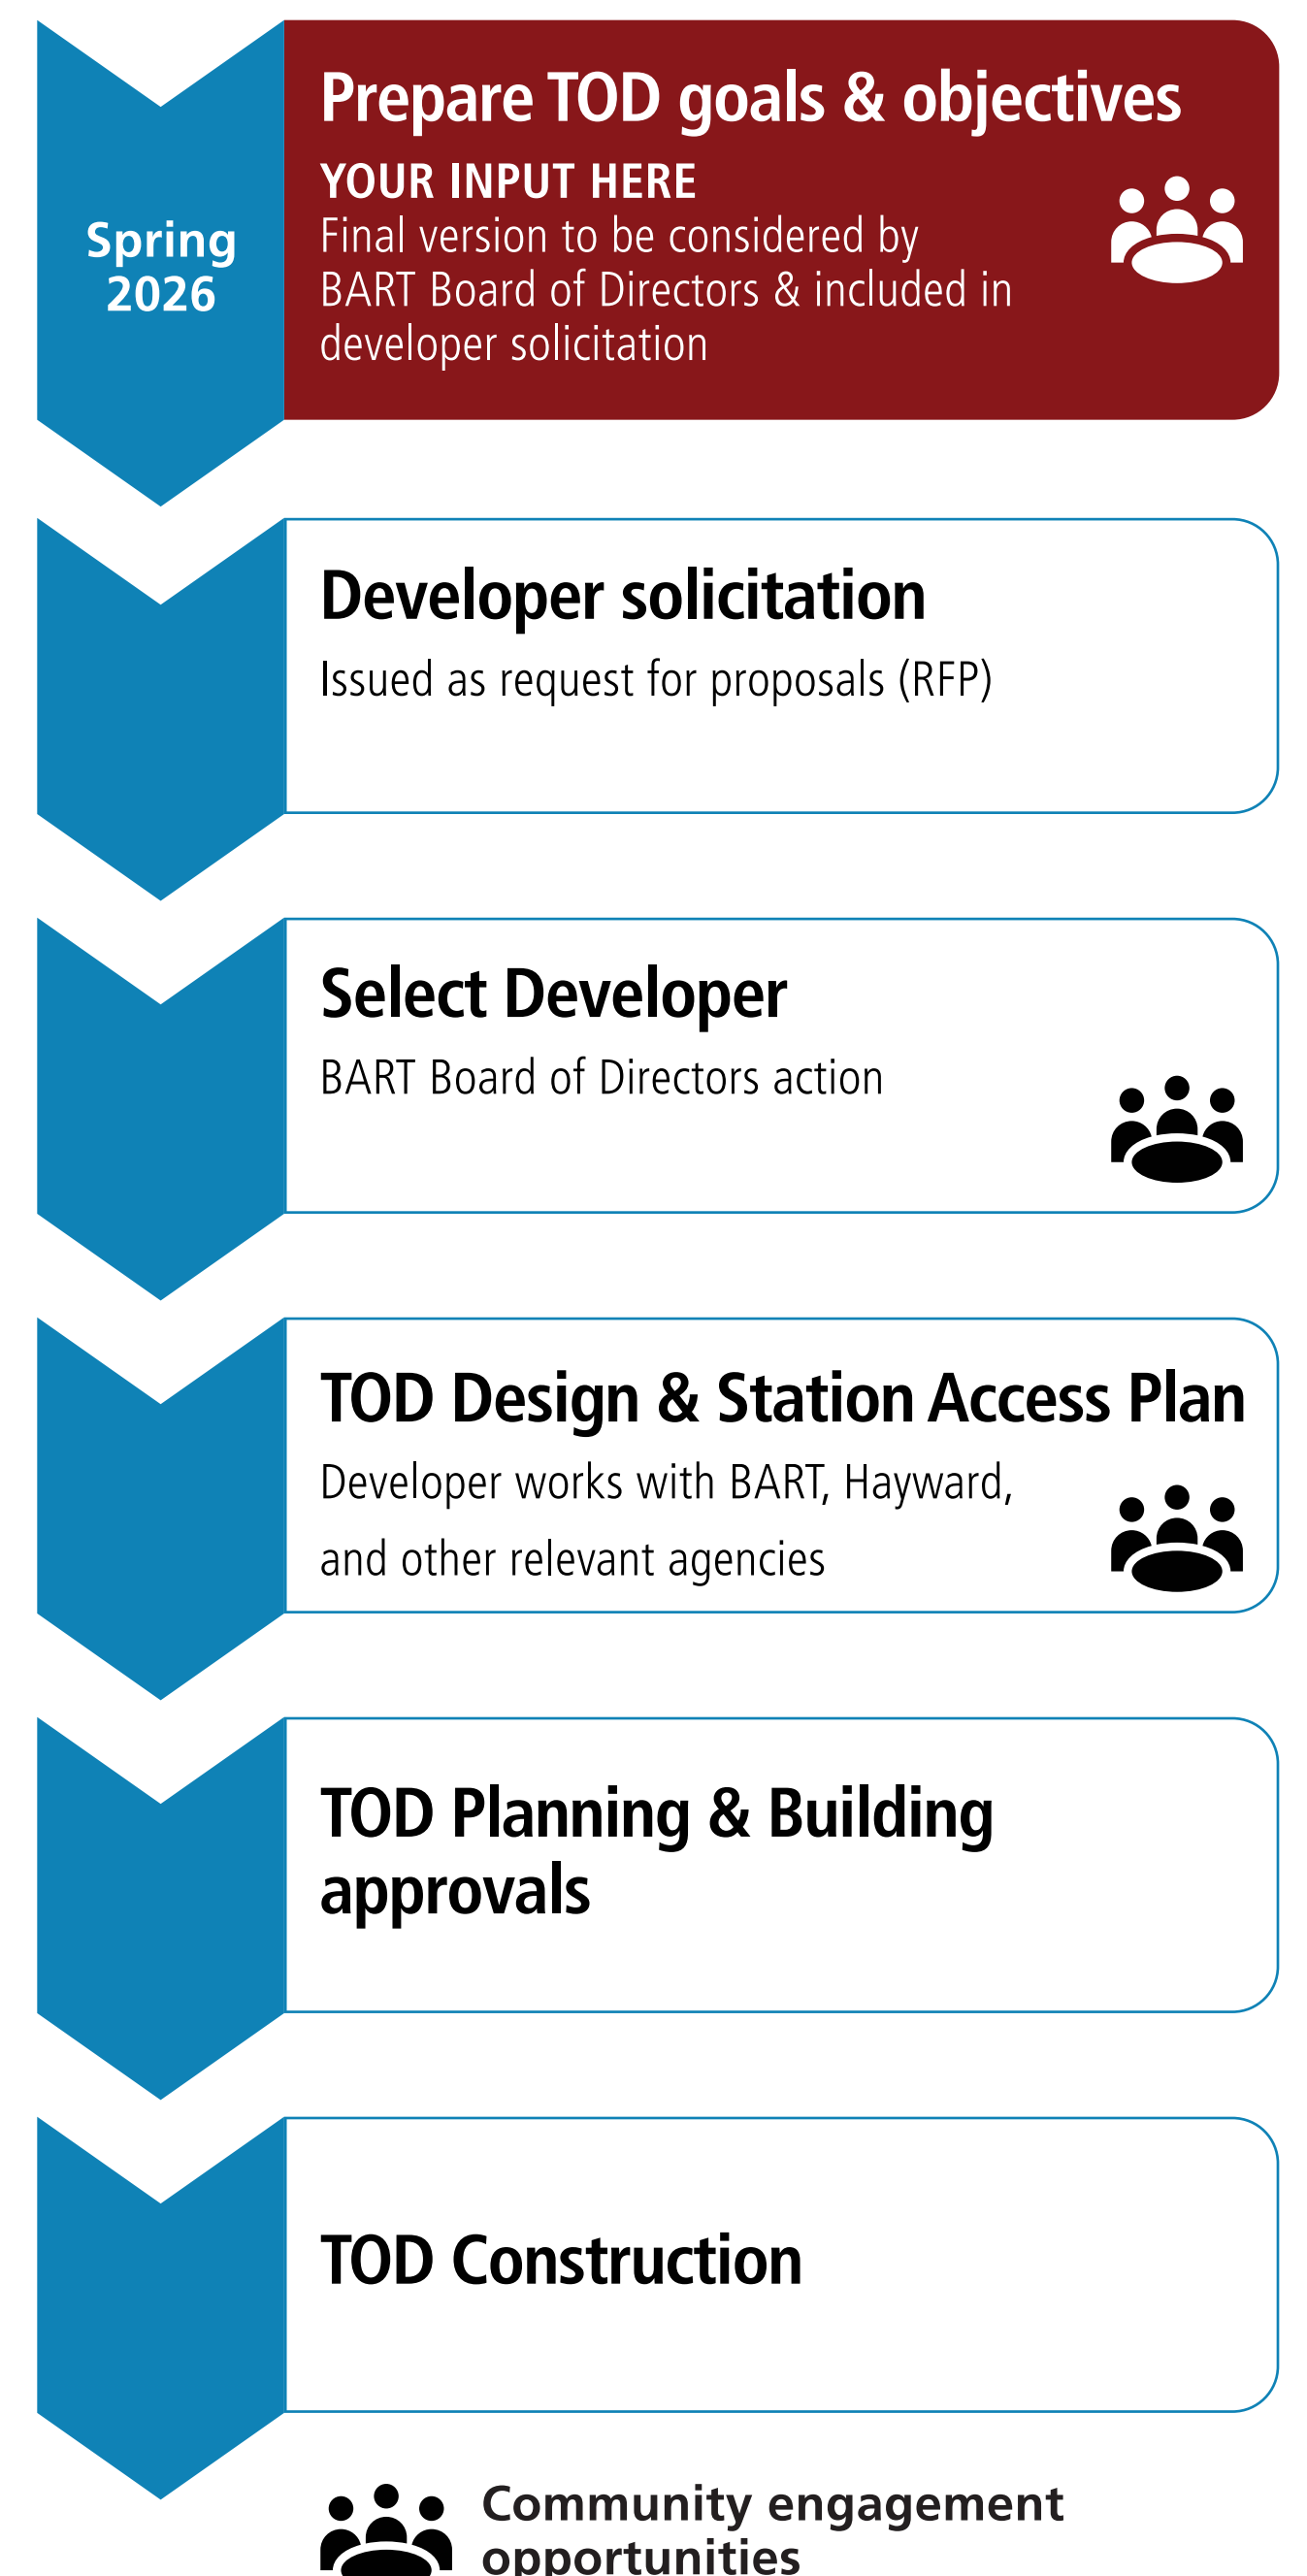 Spring
2026
Prepare TOD goals & objectives
YOUR INPUT HERE
Final version to be considered by
BART Board of Directors & included in
developer solicitation
Developer solicitation
Issued as request for proposals (RFP)
Select Developer
BART Board of Directors action
TOD Design & Station Access Plan
Developer works with BART, Hayward,
and other relevant agencies
TOD Planning & Building
approvals
TOD Construction
Community engagement
opportunities